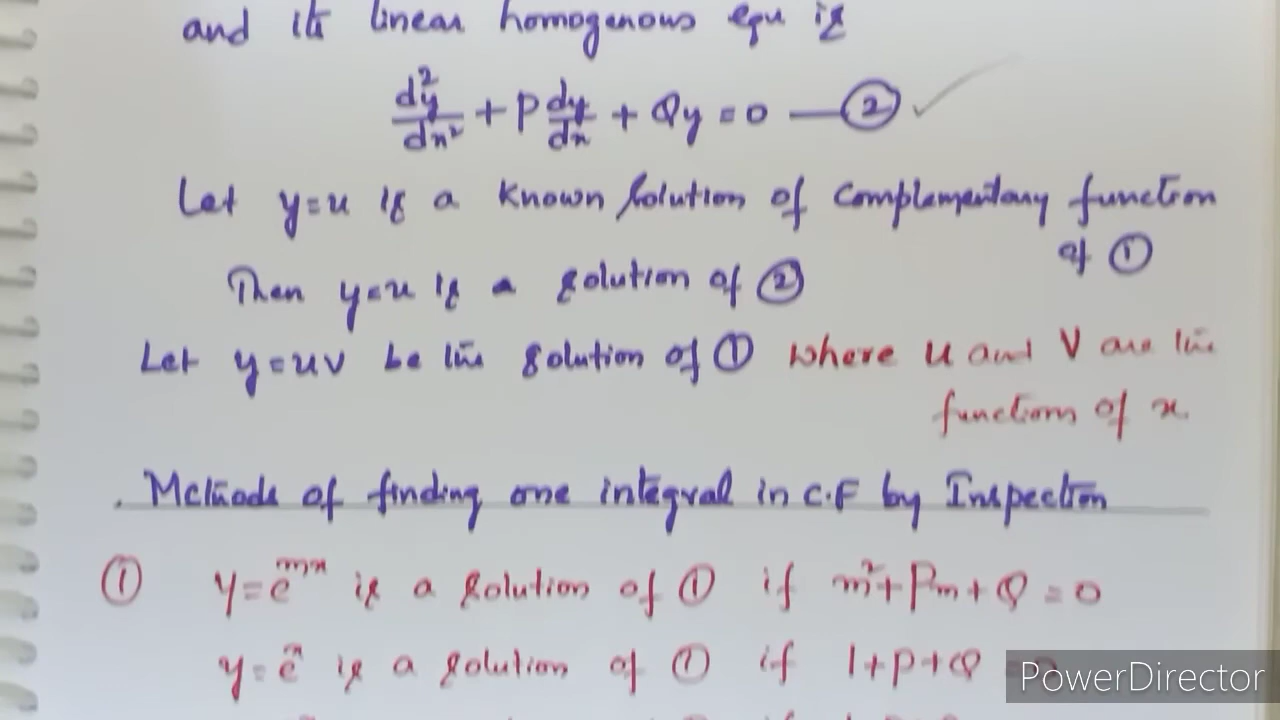 and its linear homogenous equ is
d²y/dx² + P dy/dx + Qy = 0 — ②
Let y=u is a known solution of complementary function
of ①
Then y=u is a solution of ②
Let y=uv be the solution of ① where u and v are the
functions of x
. Methods of finding one integral in C.F by Inspection
① y = e^mx is a solution of ① if m²+Pm+Q = 0
y = e^x is a solution of ① if 1+P+Q
PowerDirector